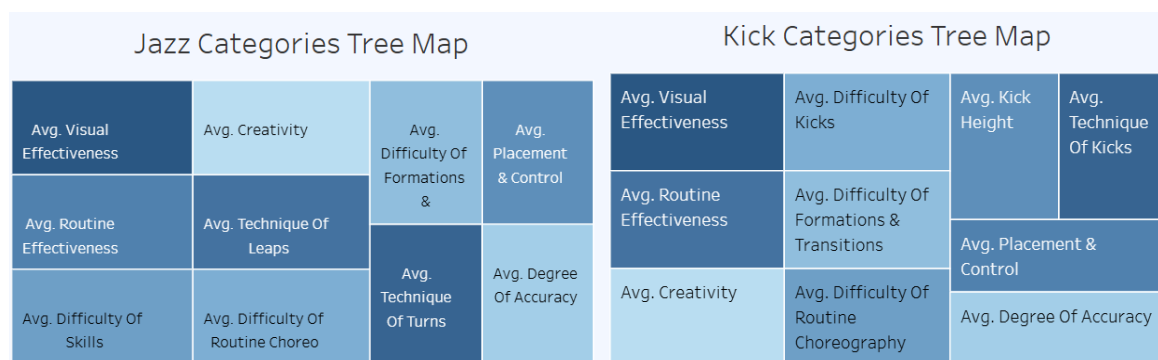 Jazz Categories Tree Map
Avg. Visual
Effectiveness
Avg. Routine
Effectiveness
Avg. Difficulty Of
Skills
Avg. Creativity
Avg. Technique Of
Leaps
Avg. Difficulty Of
Routine Choreo
Avg.
Difficulty Of
Formations
&
Avg.
Technique
Of Turns
Avg.
Placement
& Control
Avg. Degree
Of Accuracy
Kick Categories Tree Map
Avg. Visual
Effectiveness
Avg. Routine
Effectiveness
Avg. Creativity
Avg. Difficulty Of
Kicks
Avg. Difficulty Of
Formations &
Transitions
Avg. Difficulty Of
Routine
Choreography
Avg. Kick
Height
Avg.
Technique
Of Kicks
Avg. Placement &
Control
Avg. Degree Of Accuracy